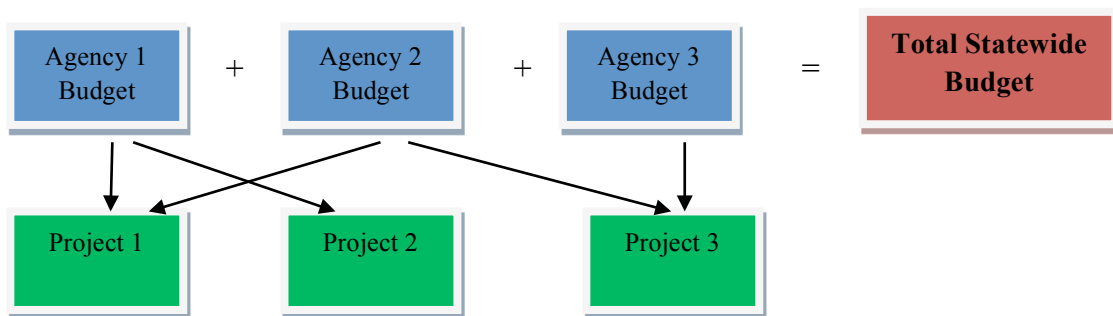 Agency 1
Budget
+
Agency 2
Budget
+
Agency 3
Budget
=
Total Statewide
Budget
Project 1
Project 2
Project 3